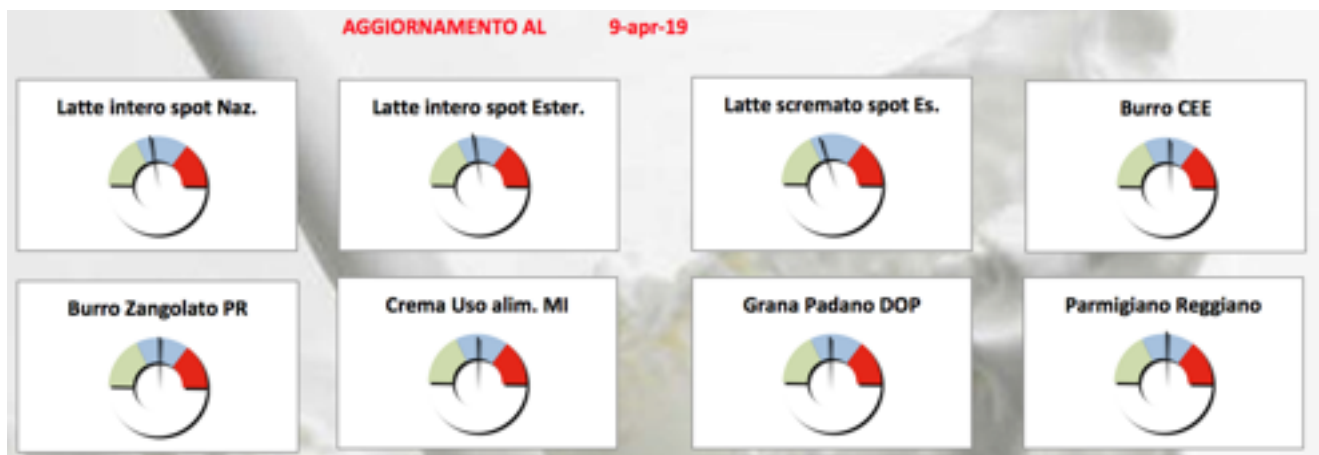 AGGIORNAMENTO AL 9-apr-19
Latte intero spot Naz.
Latte intero spot Ester.
Latte scremato spot Es.
Burro CEE
Burro Zangolato PR
Crema Uso alim. MI
Grana Padano DOP
Parmigiano Reggiano